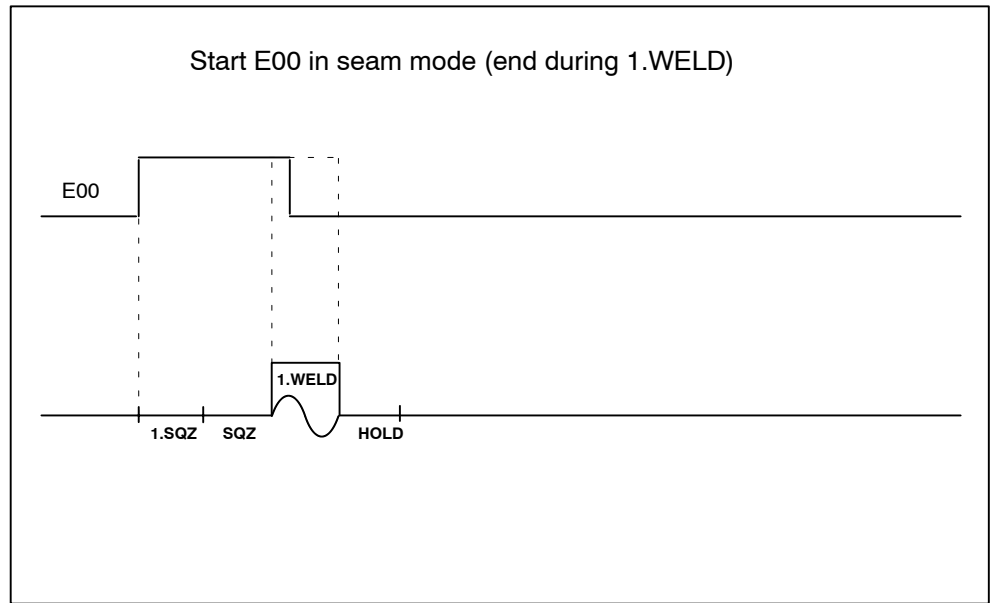 Start E00 in seam mode (end during 1.WELD)
E00
1.WELD
1.SQZ SQZ HOLD